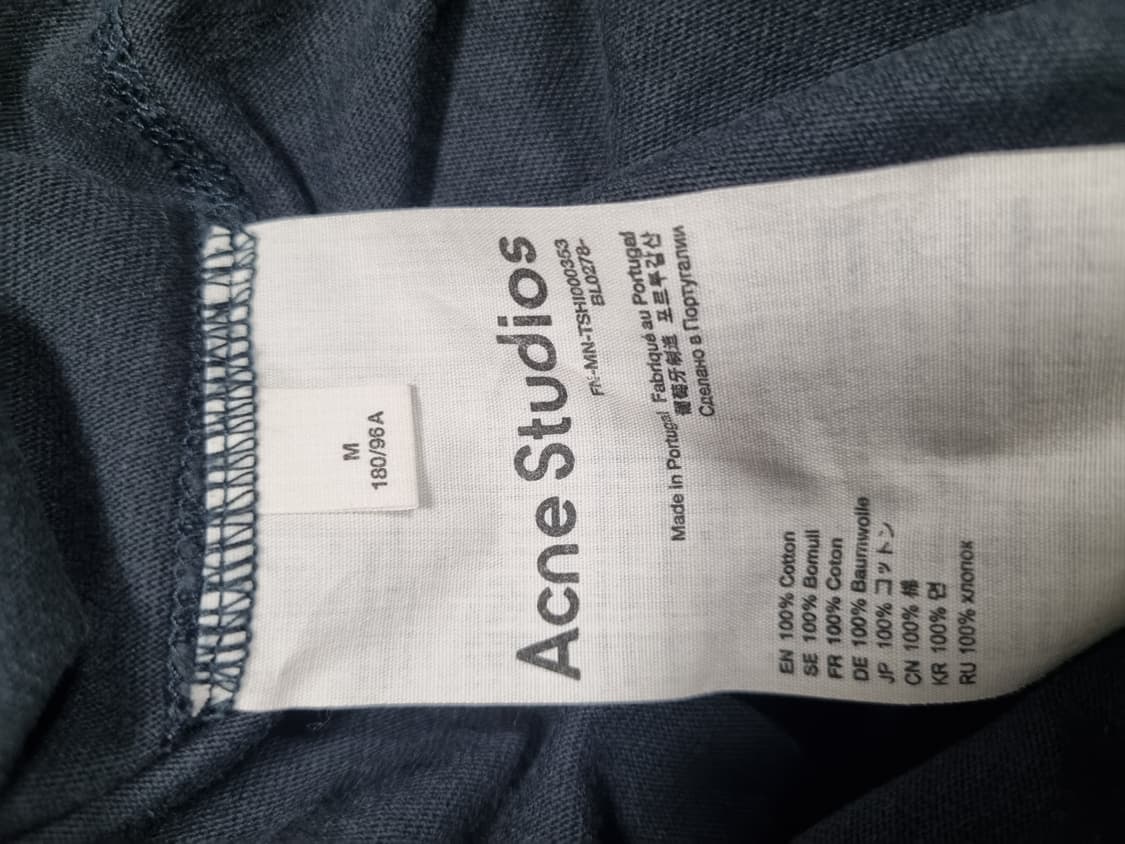 M
180/96A
Acne Studios
FN-MN-TSHI000353
BL0278-
Made in Portugal Fabriqué au Portugal
葡萄牙制造 포르투갈산
Сделано в Португалии
EN 100% Cotton
SE 100% Bomull
FR 100% Coton
DE 100% Baumwolle
JP 100% コットン
CN 100% 棉
KR 100% 면
RU 100% хлопок